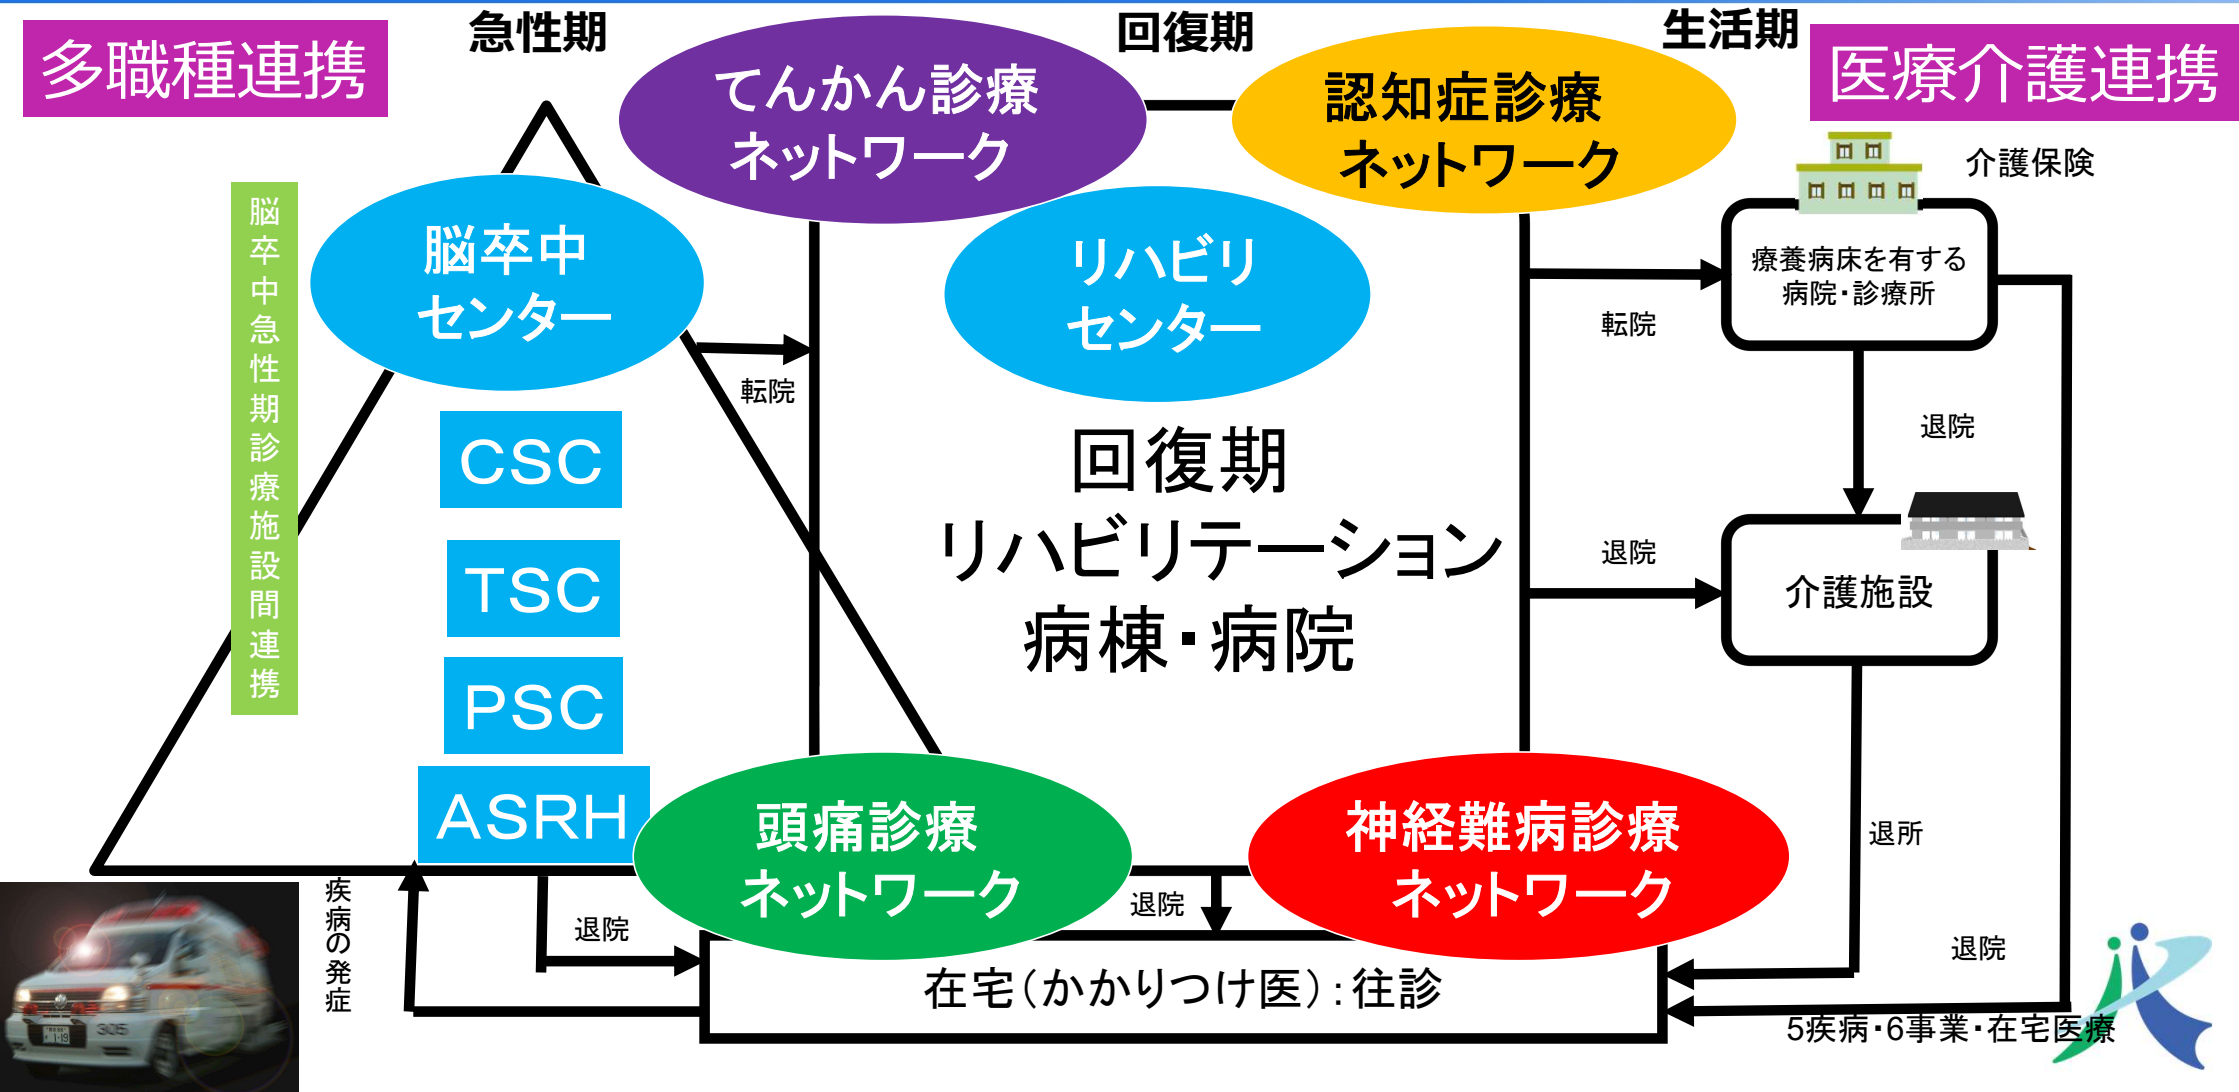 多職種連携
急性期
回復期
生活期
医療介護連携
てんかん診療
ネットワーク
認知症診療
ネットワーク
介護保険
脳卒中急性期診療施設間連携
脳卒中
センター
リハビリ
センター
療養病床を有する
病院・診療所
転院
転院
退院
CSC
回復期
リハビリテーション
病棟・病院
TSC
退院
介護施設
PSC
ASRH
頭痛診療
ネットワーク
神経難病診療
ネットワーク
退所
疾病の発症
退院
退院
退院
在宅(かかりつけ医):往診
5疾病・6事業・在宅医療
305
1-19